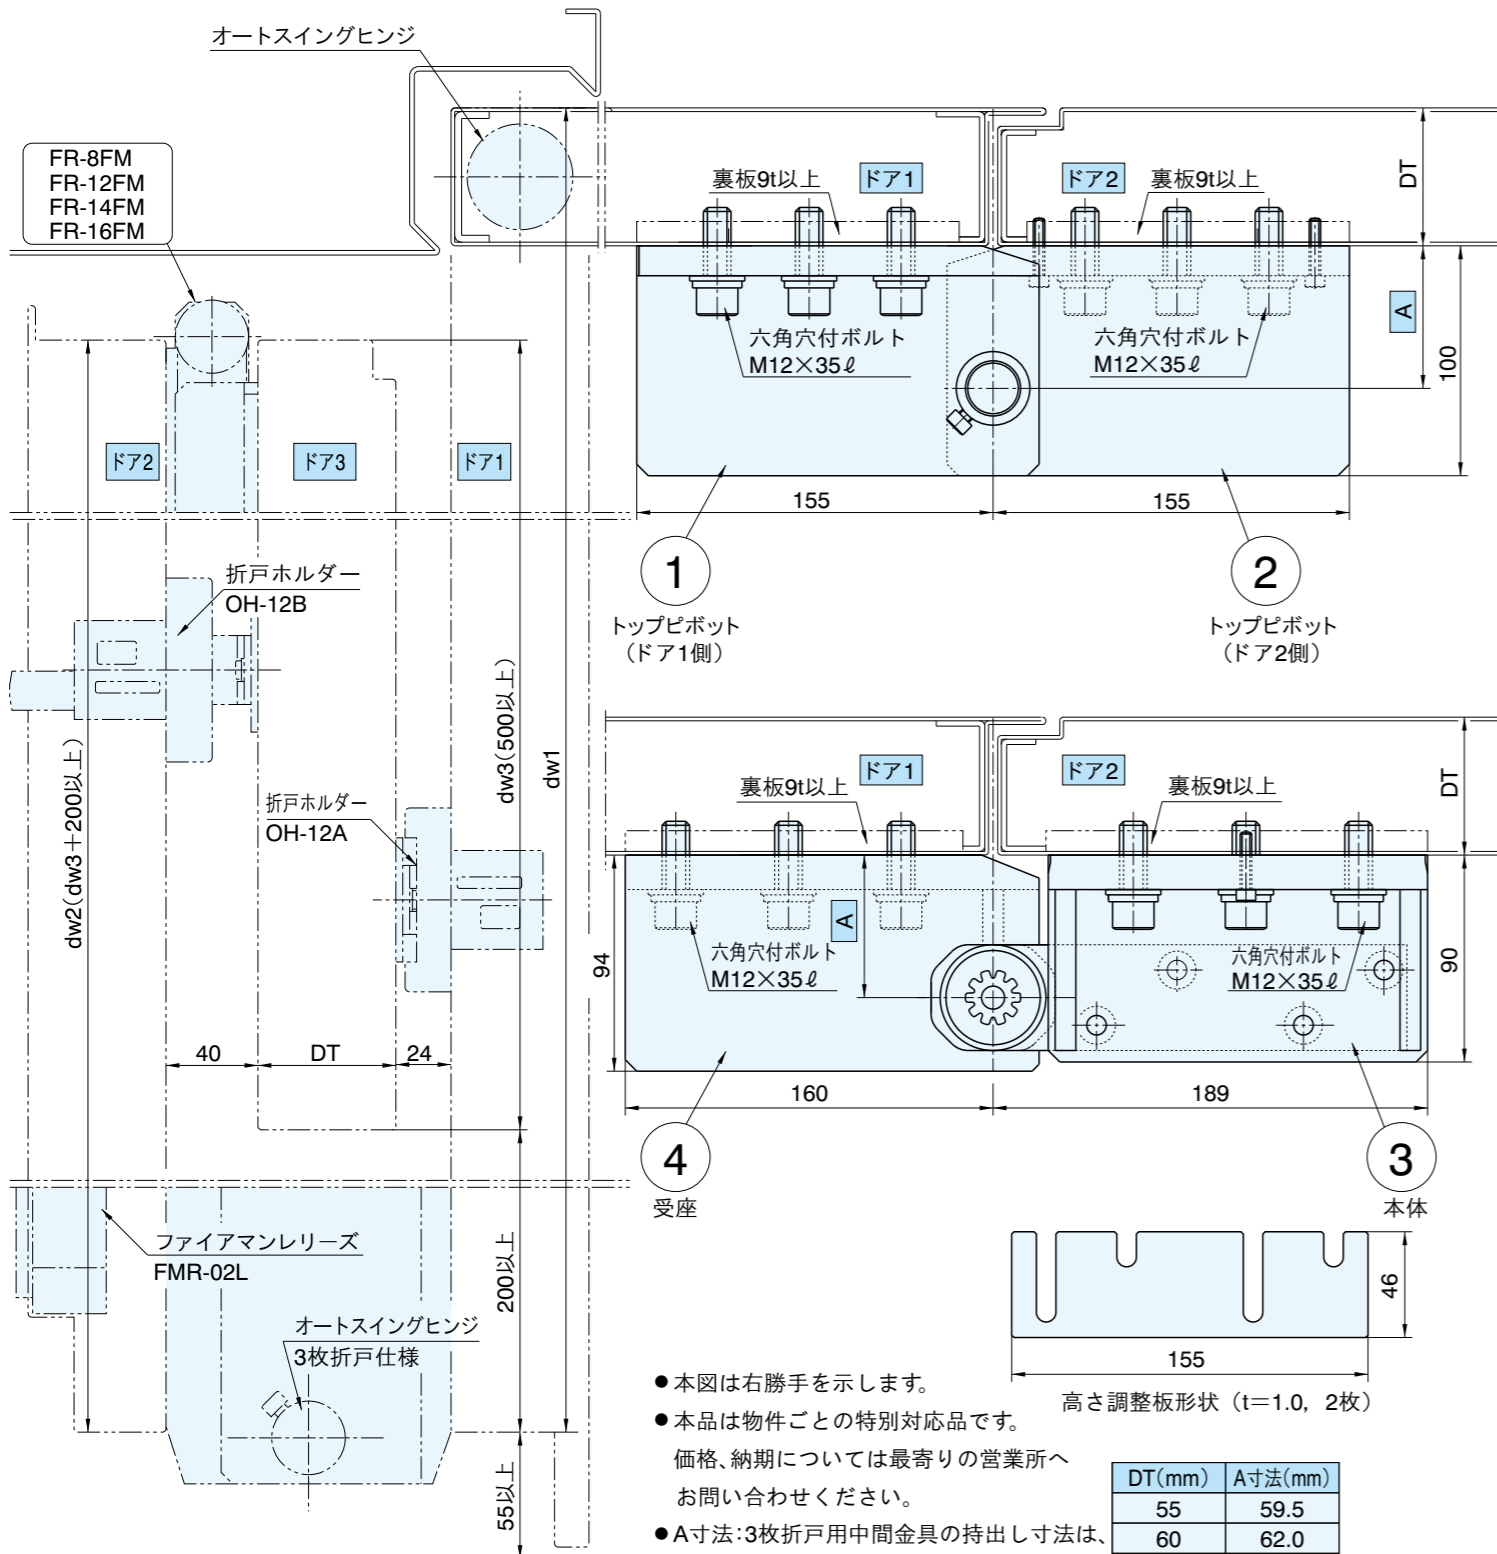 オートスイングヒンジ
FR-8FM
FR-12FM
FR-14FM
FR-16FM
裏板9t以上
ドア1
ドア2
裏板9t以上
DT
六角穴付ボルト
M12×35ℓ
六角穴付ボルト
M12×35ℓ
A
100
155
155
1
トップピボット
(ドア1側)
2
トップピボット
(ドア2側)
ドア2
ドア3
ドア1
折戸ホルダー
OH-12B
dw2(dw3+200以上)
dw3(500以上)
dw1
折戸ホルダー
OH-12A
40
DT
24
ドア1
ドア2
裏板9t以上
裏板9t以上
DT
A
94
90
六角穴付ボルト
M12×35ℓ
六角穴付ボルト
M12×35ℓ
160
189
4
受座
3
本体
ファイアマンレリーズ
FMR-02L
200以上
オートスイングヒンジ
3枚折戸仕様
55以上
46
155
高さ調整板形状(t=1.0, 2枚)
●本図は右勝手を示します。
●本品は物件ごとの特別対応品です。
価格、納期については最寄りの営業所へ
お問い合わせください。
●A寸法:3枚折戸用中間金具の持出し寸法は、
DT(mm) A寸法(mm)
55 59.5
60 62.0